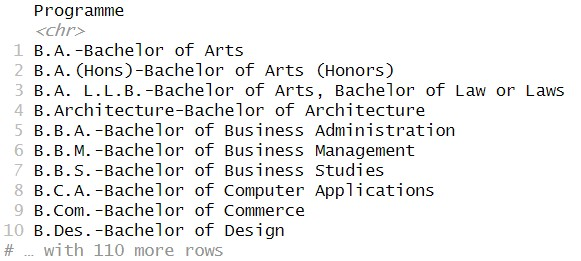 Programme
<chr>
1 B.A.-Bachelor of Arts
2 B.A.(Hons)-Bachelor of Arts (Honors)
3 B.A. L.L.B.-Bachelor of Arts, Bachelor of Law or Laws
4 B.Architecture-Bachelor of Architecture
5 B.B.A.-Bachelor of Business Administration
6 B.B.M.-Bachelor of Business Management
7 B.B.S.-Bachelor of Business Studies
8 B.C.A.-Bachelor of Computer Applications
9 B.Com.-Bachelor of Commerce
10 B.Des.-Bachelor of Design
# … with 110 more rows